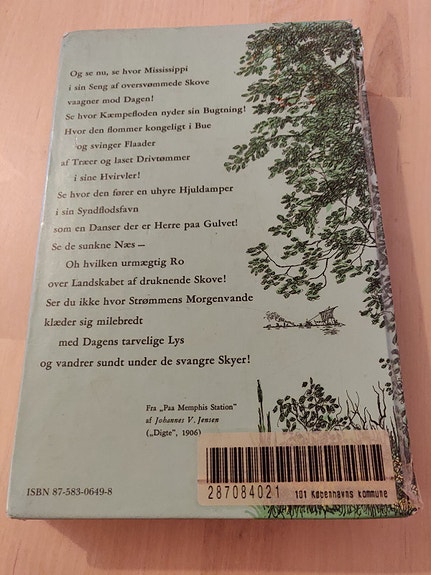 Og se nu, se hvor Mississippi
i sin Seng af oversvømmede Skove
vaagner mod Dagen!
Se hvor Kæmpefloden nyder sin Bugtning!
Hvor den flommer kongeligt i Bue
og svinger Flaader
af Træer og laset Drivtømmer
i sine Hvirvler!
Se hvor den fører en uhyre Hjuldamper
i sin Syndflodsfavn
som en Danser der er Herre paa Gulvet!
Se de sunkne Næs —
Oh hvilken urmægtig Ro
over Landskabet af druknende Skove!
Ser du ikke hvor Strømmens Morgenvande
klæder sig milebredt
med Dagens tarvelige Lys
og vandrer sundt under de svangre Skyer!
Fra „Paa Memphis Station”
af Johannes V. Jensen
(„Digte”, 1906)
287084021 101 Københavns kommune
ISBN 87-583-0649-8